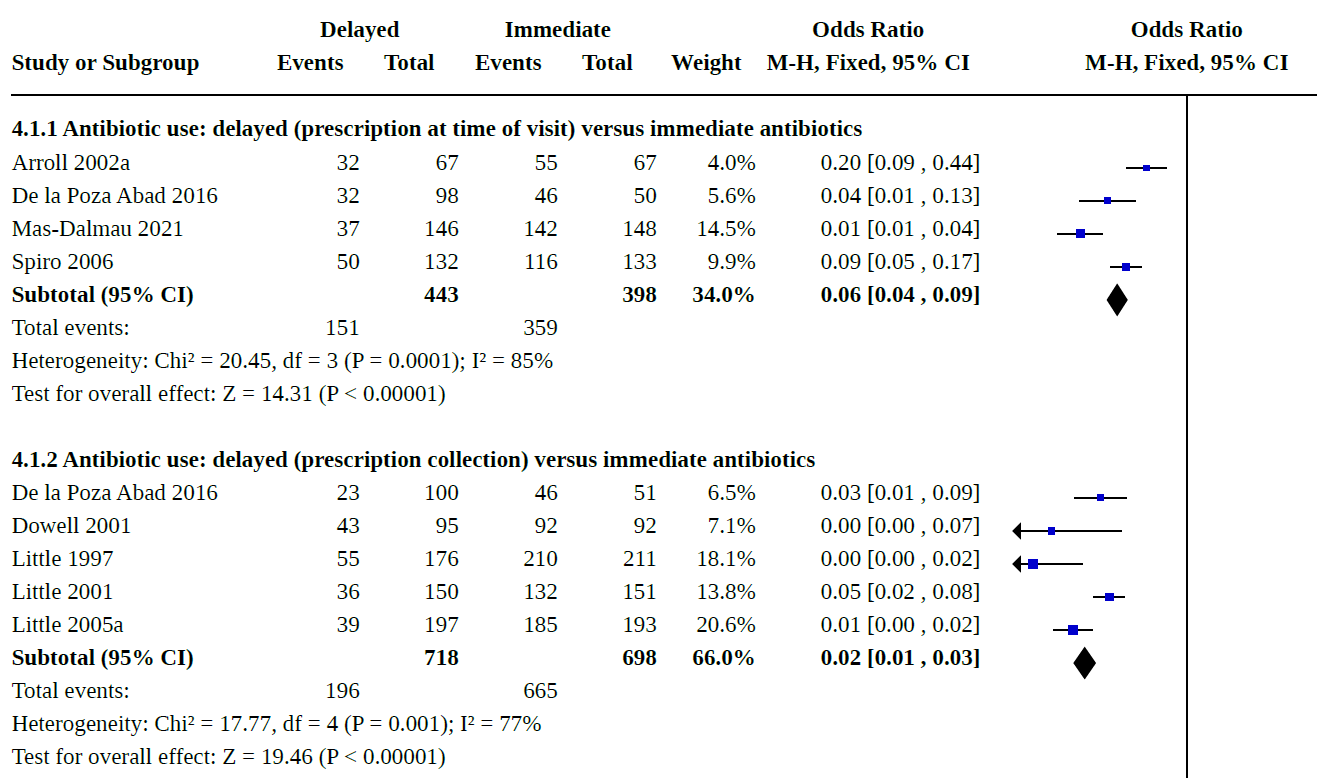 Delayed Immediate Odds Ratio Odds Ratio
Study or Subgroup Events Total Events Total Weight M-H, Fixed, 95% CI M-H, Fixed, 95% CI
4.1.1 Antibiotic use: delayed (prescription at time of visit) versus immediate antibiotics
Arroll 2002a 32 67 55 67 4.0% 0.20 [0.09 , 0.44]
De la Poza Abad 2016 32 98 46 50 5.6% 0.04 [0.01 , 0.13]
Mas-Dalmau 2021 37 146 142 148 14.5% 0.01 [0.01 , 0.04]
Spiro 2006 50 132 116 133 9.9% 0.09 [0.05 , 0.17]
Subtotal (95% CI) 443 398 34.0% 0.06 [0.04 , 0.09]
Total events: 151 359
Heterogeneity: Chi² = 20.45, df = 3 (P = 0.0001); I² = 85%
Test for overall effect: Z = 14.31 (P < 0.00001)
4.1.2 Antibiotic use: delayed (prescription collection) versus immediate antibiotics
De la Poza Abad 2016 23 100 46 51 6.5% 0.03 [0.01 , 0.09]
Dowell 2001 43 95 92 92 7.1% 0.00 [0.00 , 0.07]
Little 1997 55 176 210 211 18.1% 0.00 [0.00 , 0.02]
Little 2001 36 150 132 151 13.8% 0.05 [0.02 , 0.08]
Little 2005a 39 197 185 193 20.6% 0.01 [0.00 , 0.02]
Subtotal (95% CI) 718 698 66.0% 0.02 [0.01 , 0.03]
Total events: 196 665
Heterogeneity: Chi² = 17.77, df = 4 (P = 0.001); I² = 77%
Test for overall effect: Z = 19.46 (P < 0.00001)